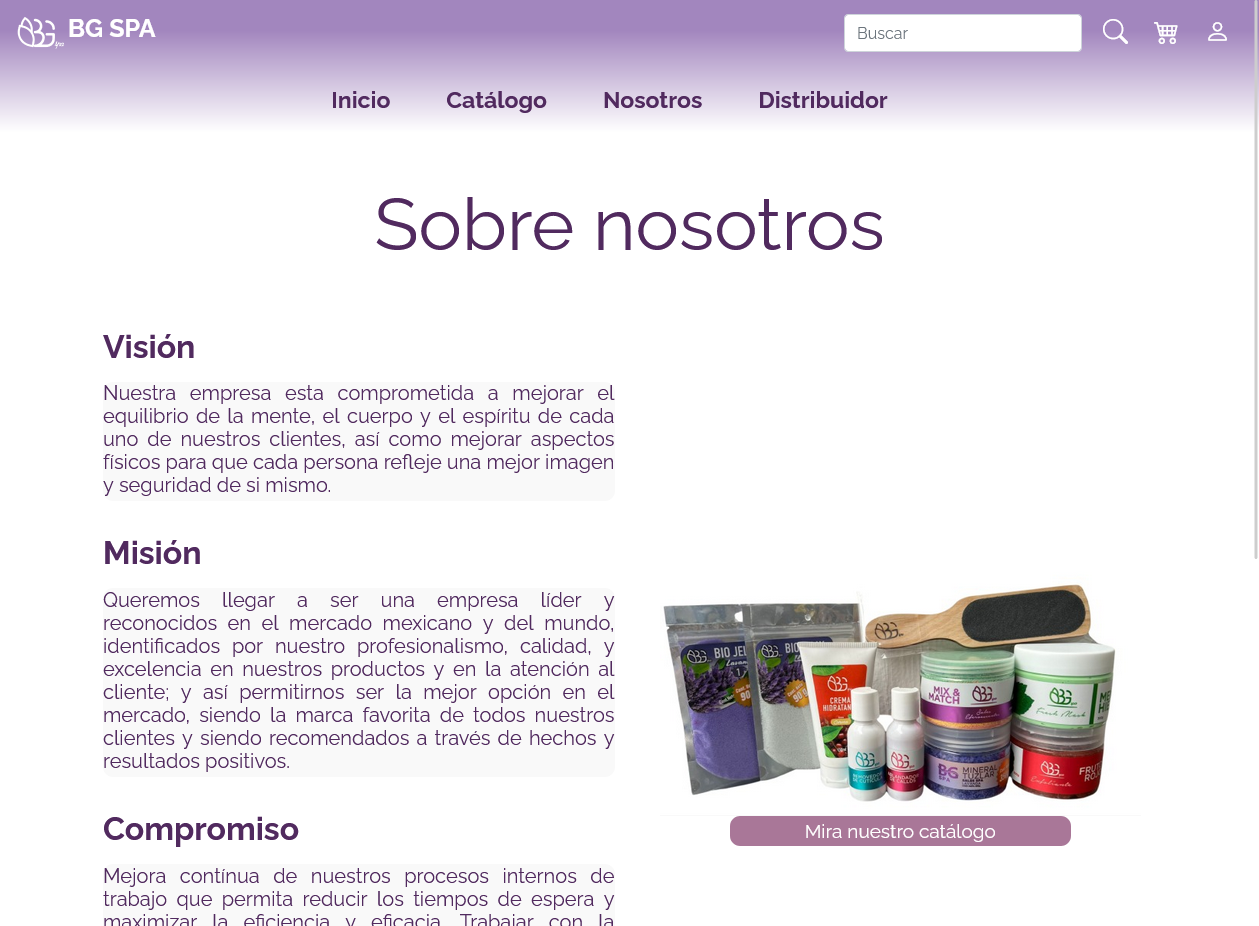 BG SPA
Buscar
Inicio
Catálogo
Nosotros
Distribuidor
Sobre nosotros
Visión
Nuestra empresa esta comprometida a mejorar el
equilibrio de la mente, el cuerpo y el espíritu de cada
uno de nuestros clientes, así como mejorar aspectos
físicos para que cada persona refleje una mejor imagen
y seguridad de si mismo.
Misión
Queremos llegar a ser una empresa líder y
reconocidos en el mercado mexicano y del mundo,
identificados por nuestro profesionalismo, calidad, y
excelencia en nuestros productos y en la atención al
cliente; y así permitirnos ser la mejor opción en el
mercado, siendo la marca favorita de todos nuestros
clientes y siendo recomendados a través de hechos y
resultados positivos.
BIO JEL
BIO
CREMA
HIDRATAN
MIX &
MATCH
Fresh Mask
BG
SPA
MINERAL
Exfoliante
Mira nuestro catálogo
Compromiso
Mejora contínua de nuestros procesos internos de
trabajo que permita reducir los tiempos de espera y
maximizar la eficiencia y eficacia. Trabajar con la